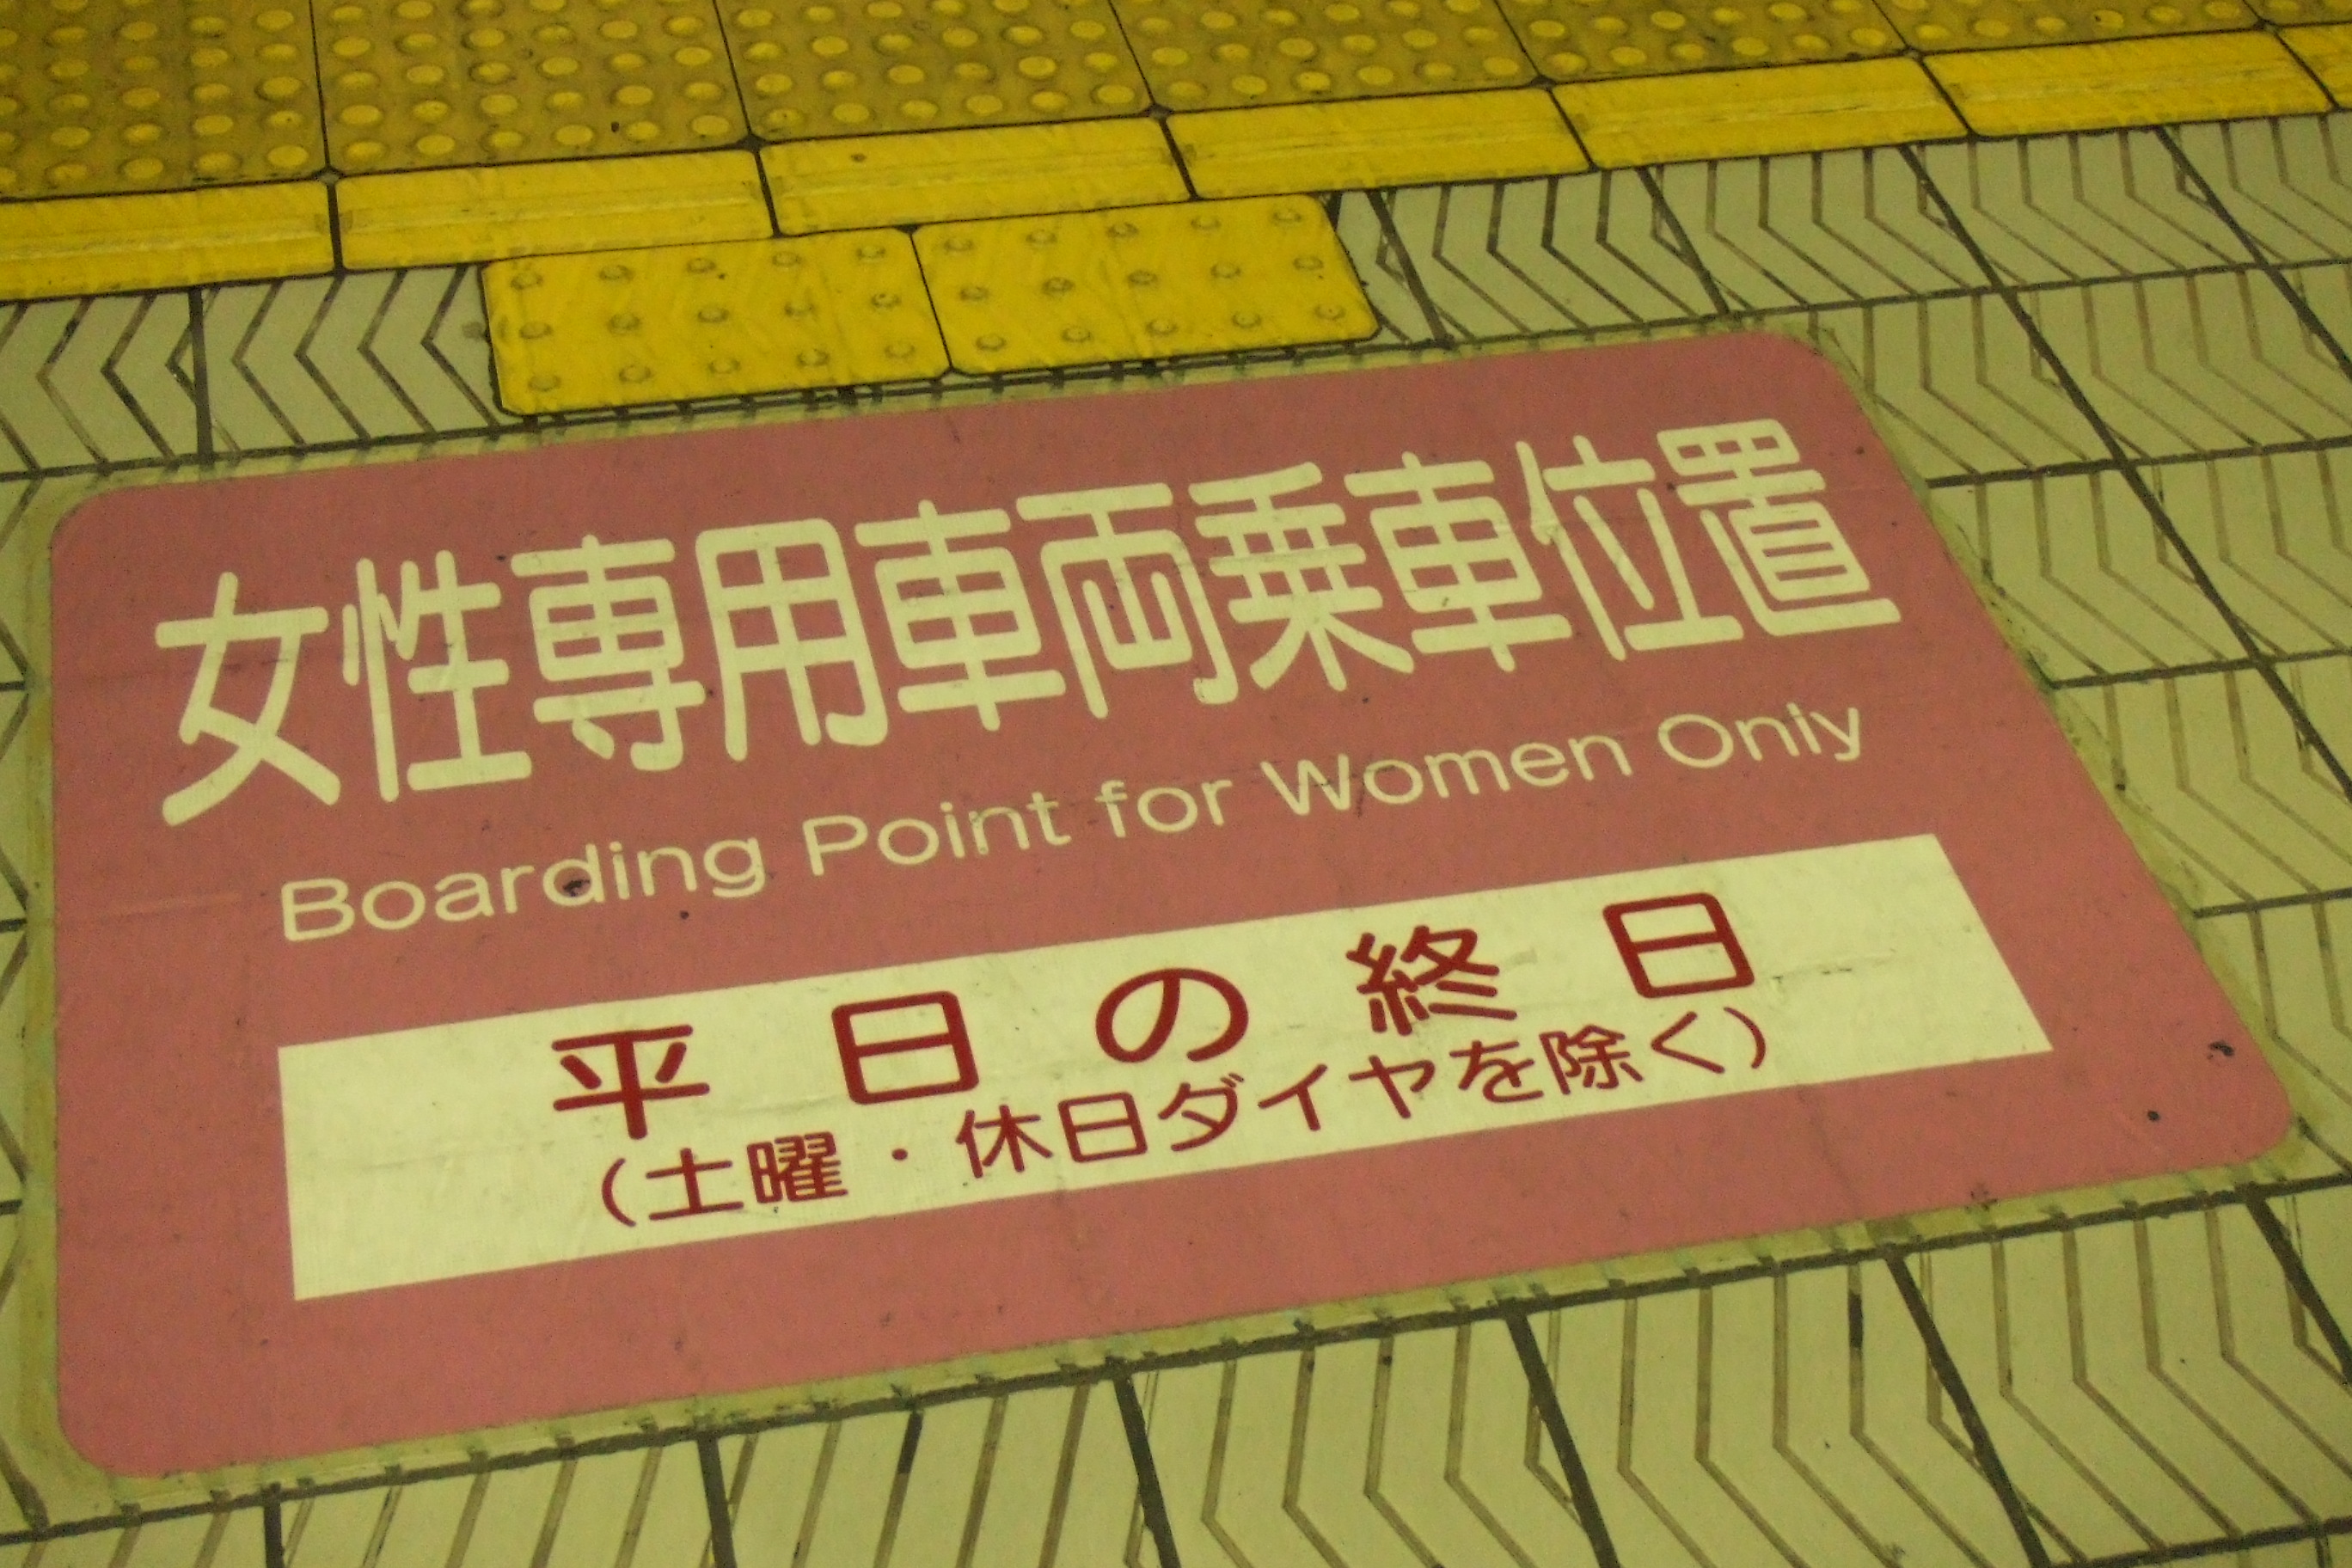 女性専用車両乗車位置
Boarding Point for Women Only
平日の終日
(土曜・休日ダイヤを除く)